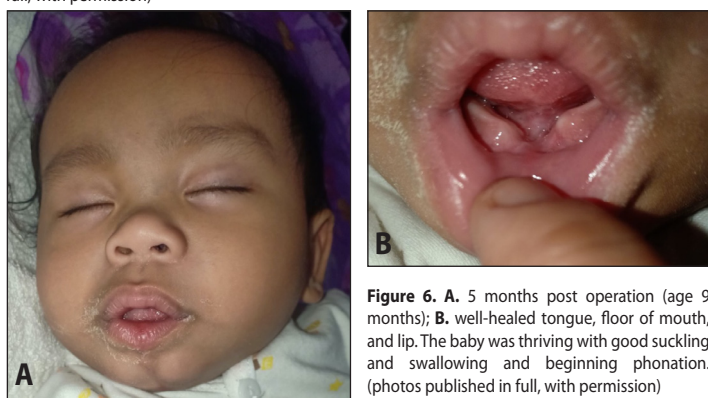 full, with permission)
A
B
Figure 6. A. 5 months post operation (age 9
months); B. well-healed tongue, floor of mouth,
and lip. The baby was thriving with good suckling
and swallowing and beginning phonation.
(photos published in full, with permission)